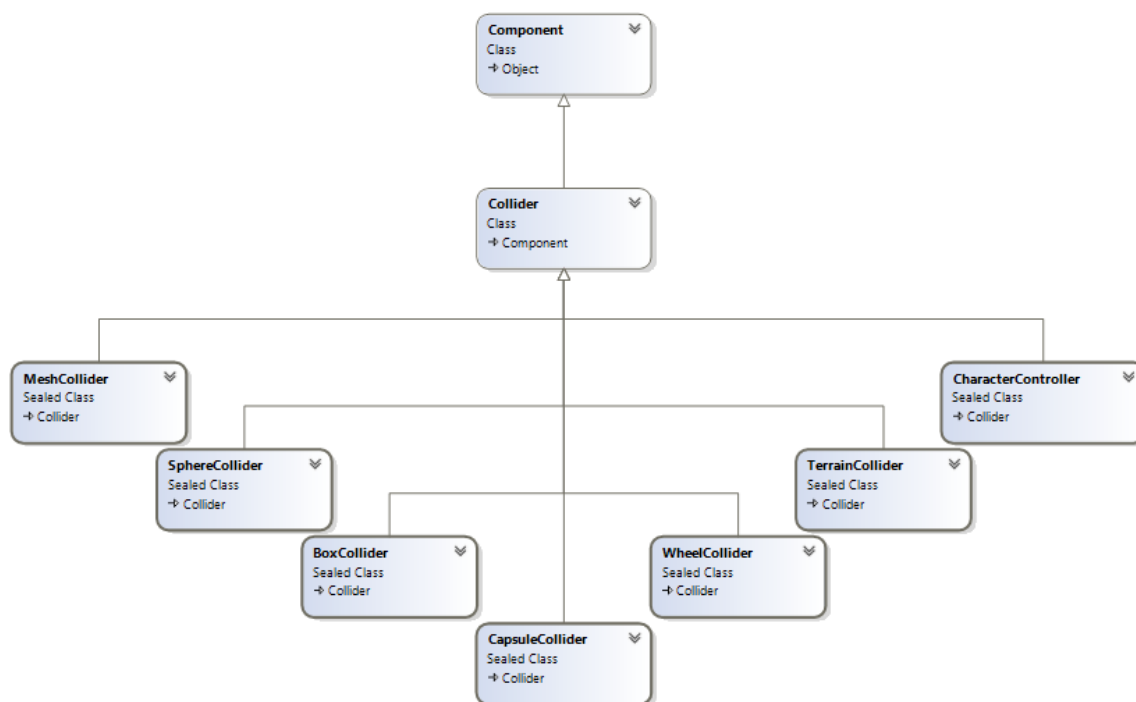 Component
Class
Object
Collider
Class
Component
MeshCollider
Sealed Class
Collider
CharacterController
Sealed Class
Collider
SphereCollider
Sealed Class
Collider
TerrainCollider
Sealed Class
Collider
BoxCollider
Sealed Class
Collider
WheelCollider
Sealed Class
Collider
CapsuleCollider
Sealed Class
Collider